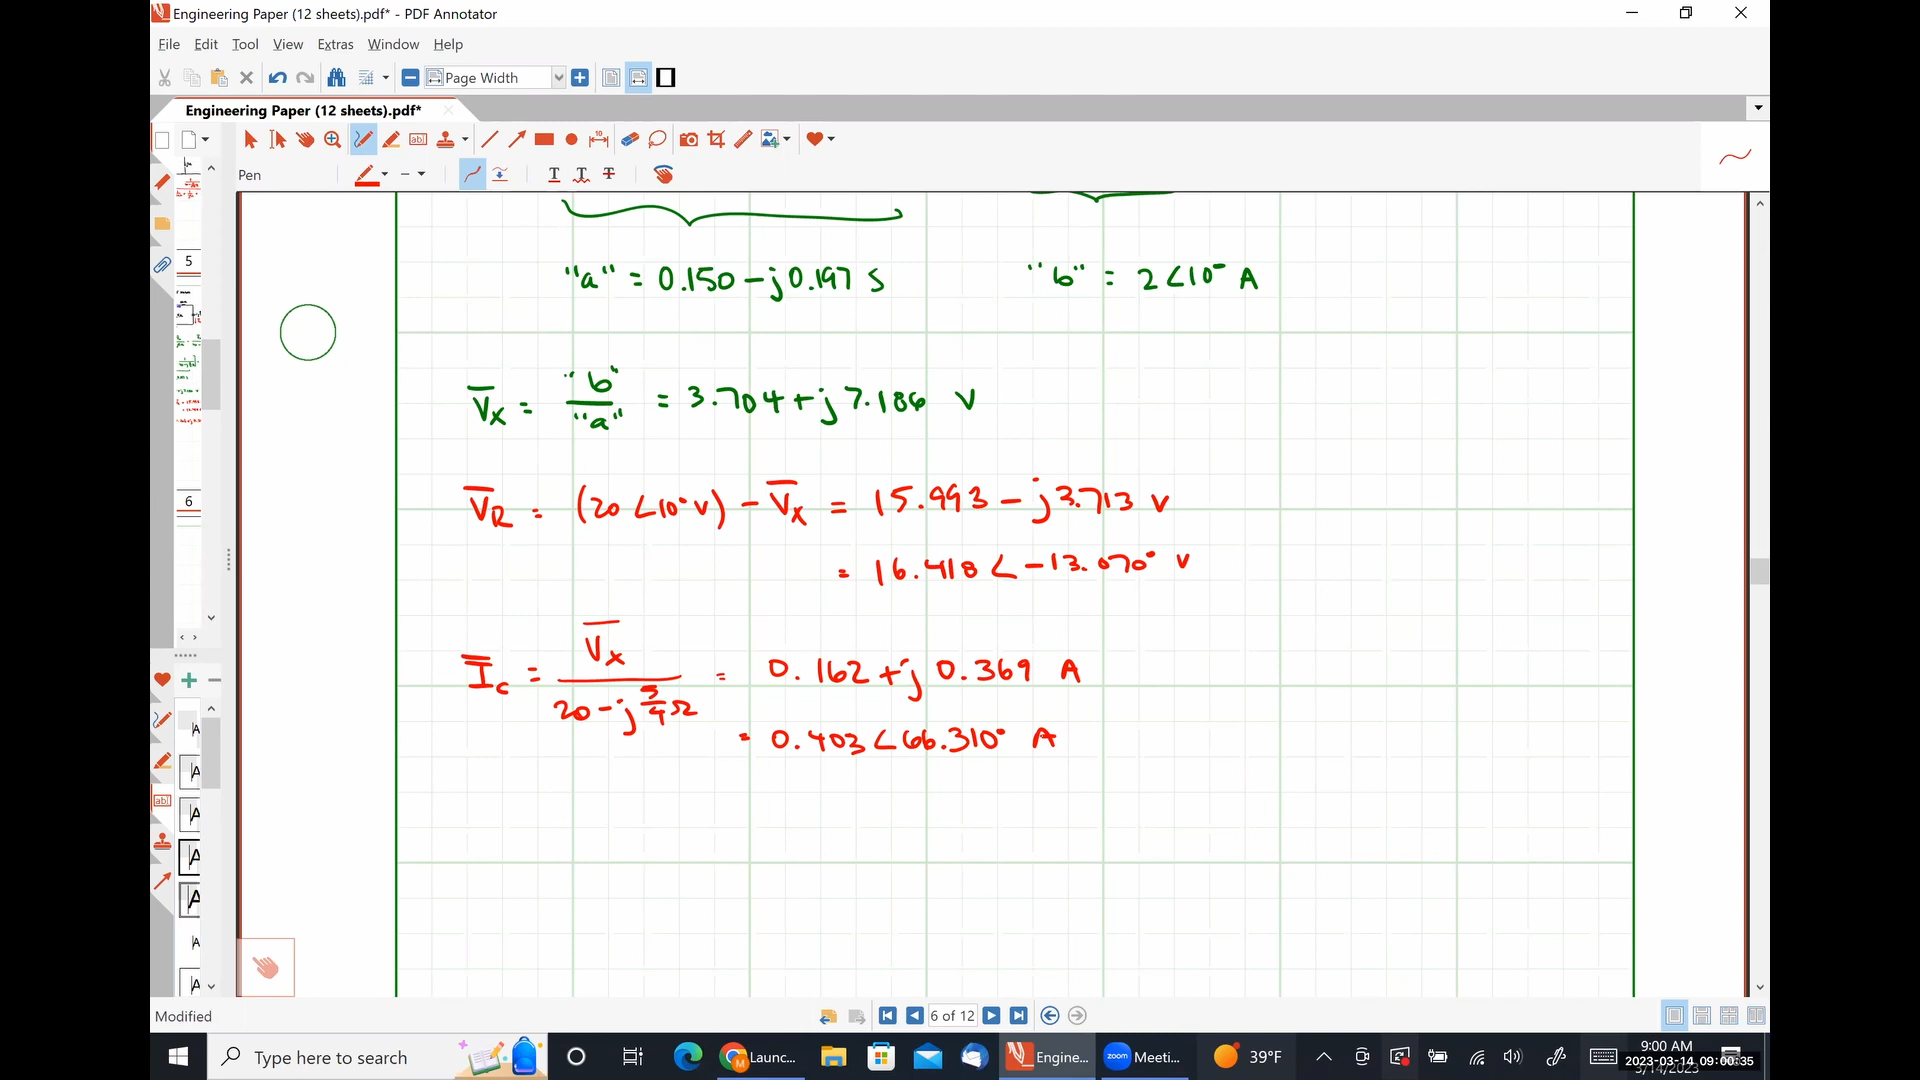 Engineering Paper (12 sheets).pdf* - PDF Annotator
File Edit Tool View Extras Window Help
Page Width
Engineering Paper (12 sheets).pdf*
Pen
5
6
"a" = 0.150 - j0.197 S
"b" = 2∠10° A
V̅x = "b"/"a" = 3.704 + j7.186 V
V̅R = (20∠10° V) - V̅x = 15.993 - j3.713 V
= 16.418∠-13.070° V
I̅c = V̅x / (20 - j 5/4 Ω) = 0.162 + j0.369 A
= 0.403∠66.310° A
Modified
6 of 12
Type here to search
Launc...
Engine...
zoom
Meeti...
39°F
9:00 AM
2023-03-14 09:00:35